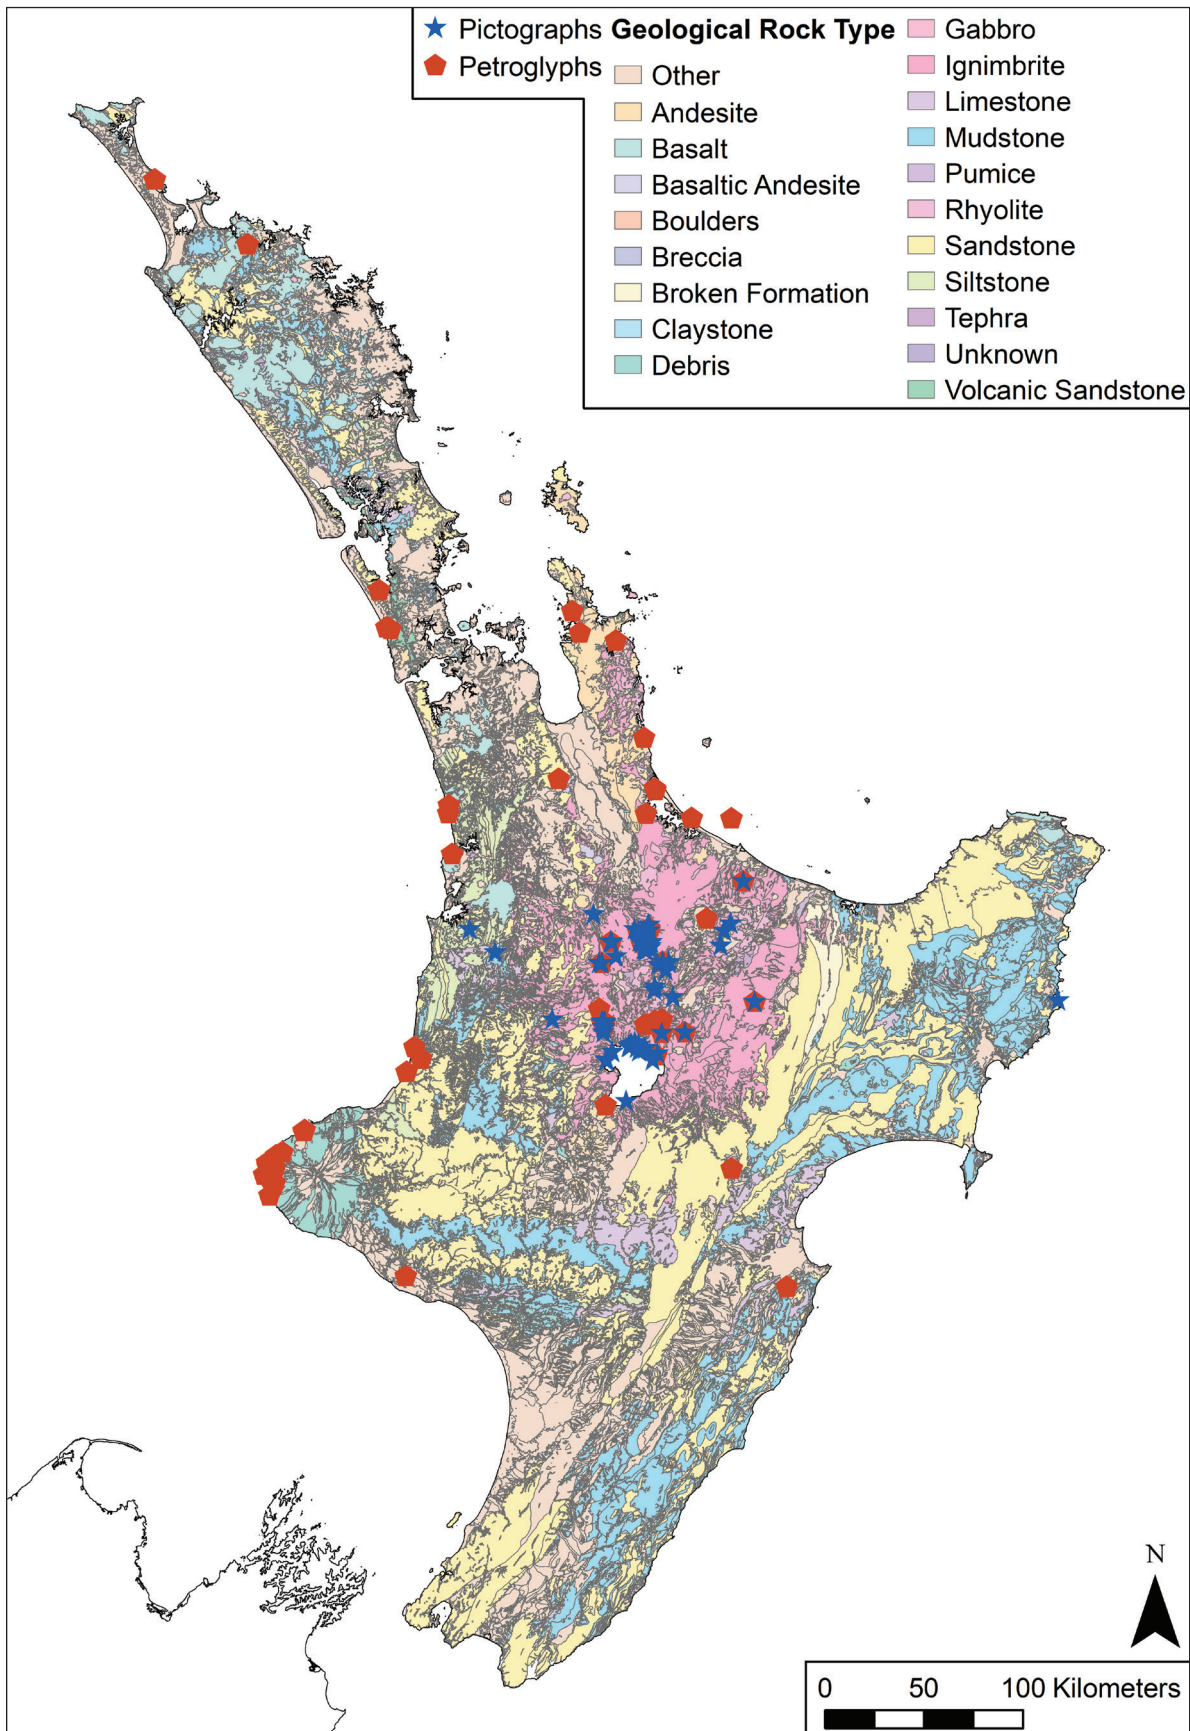 Pictographs
Petroglyphs
Geological Rock Type
Other
Andesite
Basalt
Basaltic Andesite
Boulders
Breccia
Broken Formation
Claystone
Debris
Gabbro
Ignimbrite
Limestone
Mudstone
Pumice
Rhyolite
Sandstone
Siltstone
Tephra
Unknown
Volcanic Sandstone
N
0 50 100 Kilometers